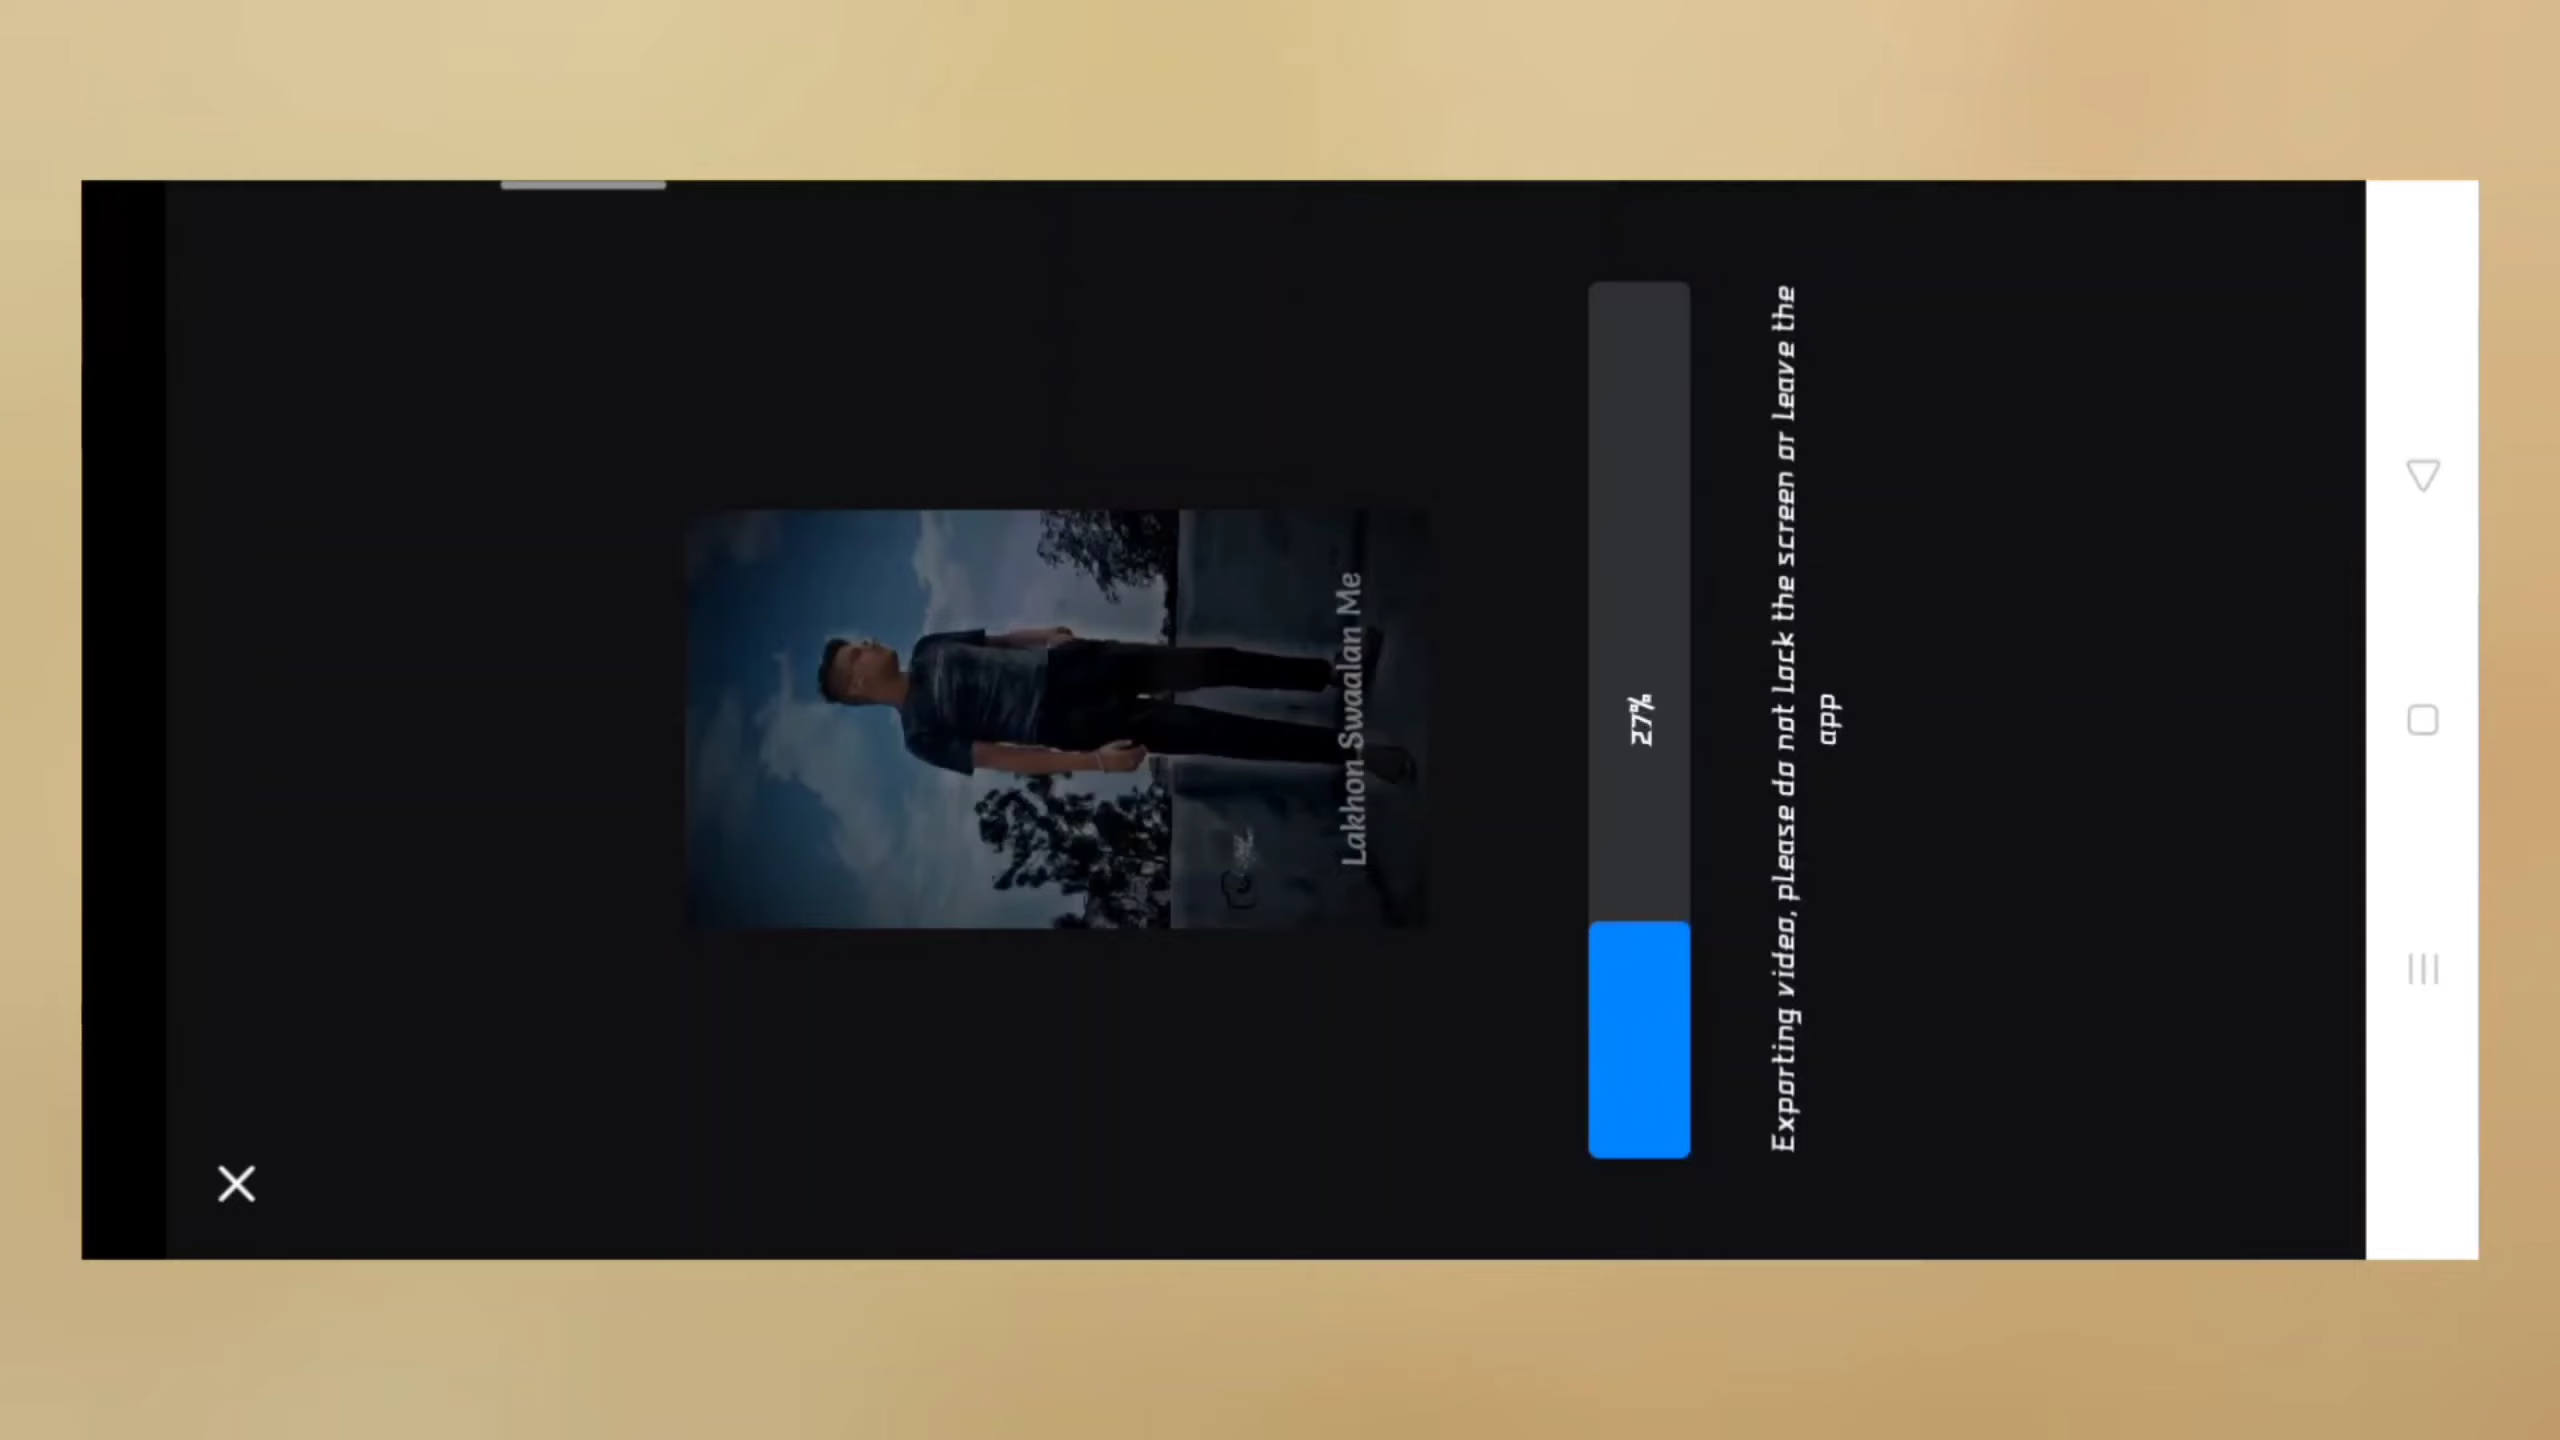 Lakhon Swaalan Me
27%
Exporting video, please do not lock the screen or leave the
app